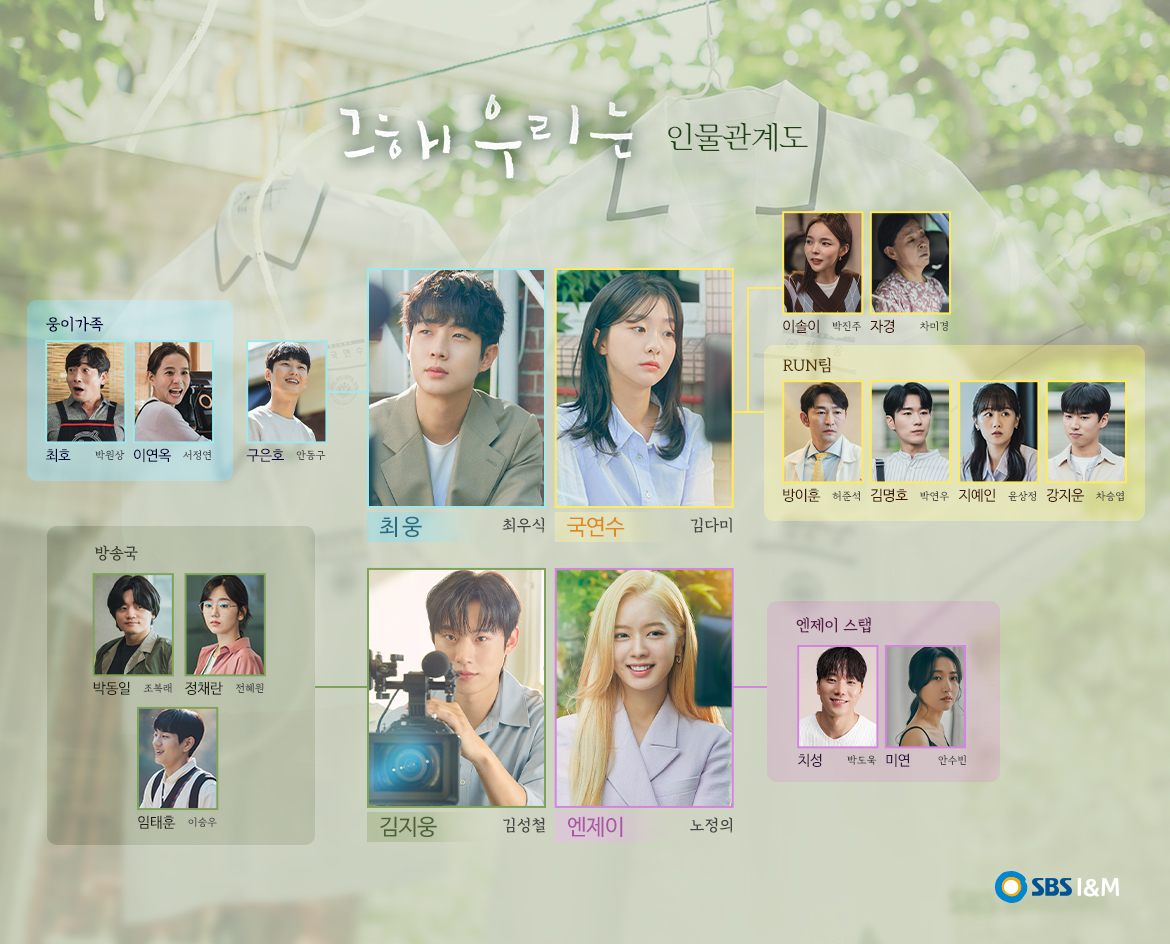 그 해 우리는 인물관계도
이솔이 박진주 자경 차미경
웅이가족
최호 박원상 이연옥 서정연
구은호 안동구
RUN팀
방이훈 허준석 김명호 박연우 지예인 윤상정 강지운 차승엽
최웅 최우식
국연수 김다미
방송국
박동일 조복래 정채란 전혜원
임태훈 이승우
엔제이 스탭
치성 박도욱 미연 안수빈
김지웅 김성철
엔제이 노정의
SBS I&M